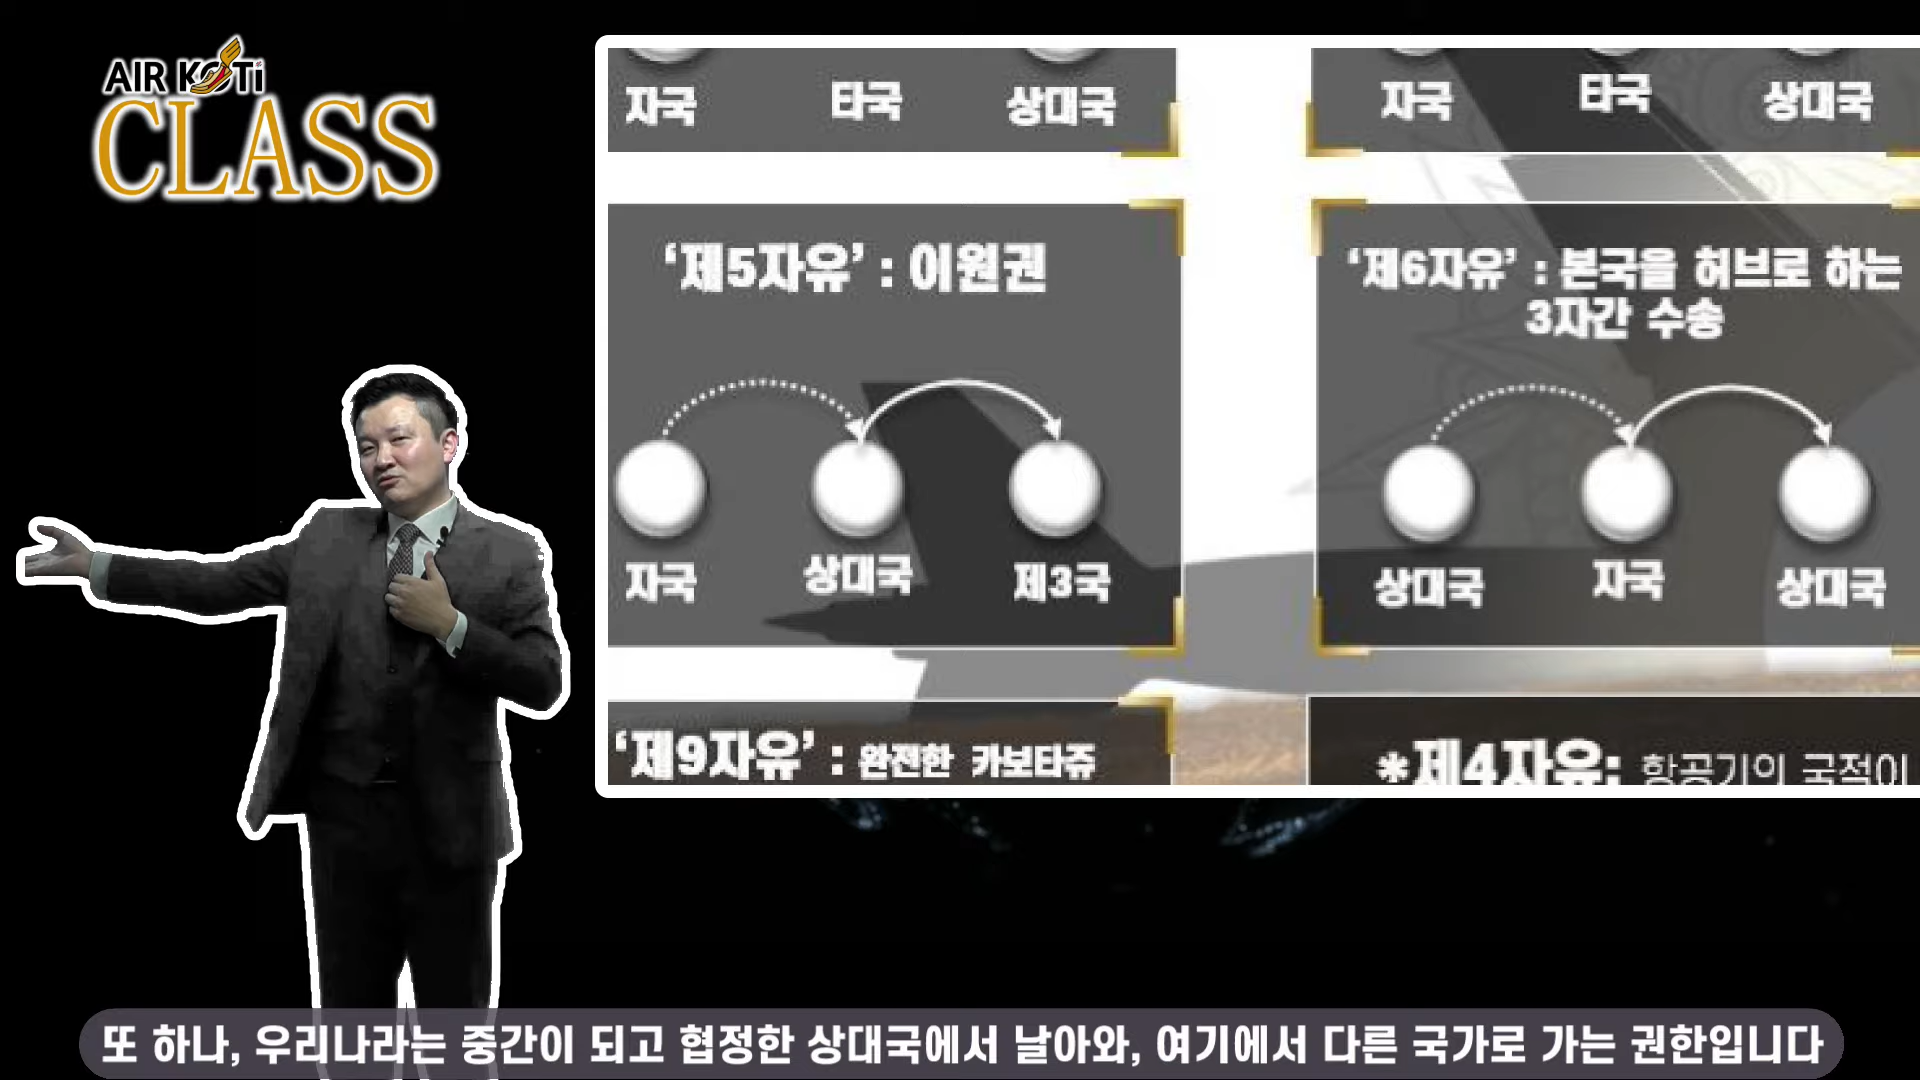 AIR KOTi
CLASS
자국 타국 상대국
자국 타국 상대국
‘제5자유’ : 이원권
자국 상대국 제3국
‘제6자유’ : 본국을 허브로 하는
3자간 수송
상대국 자국 상대국
‘제9자유’ : 완전한 카보타쥬
*제4자유: 항공기의 국적이
또 하나, 우리나라는 중간이 되고 협정한 상대국에서 날아와, 여기에서 다른 국가로 가는 권한입니다